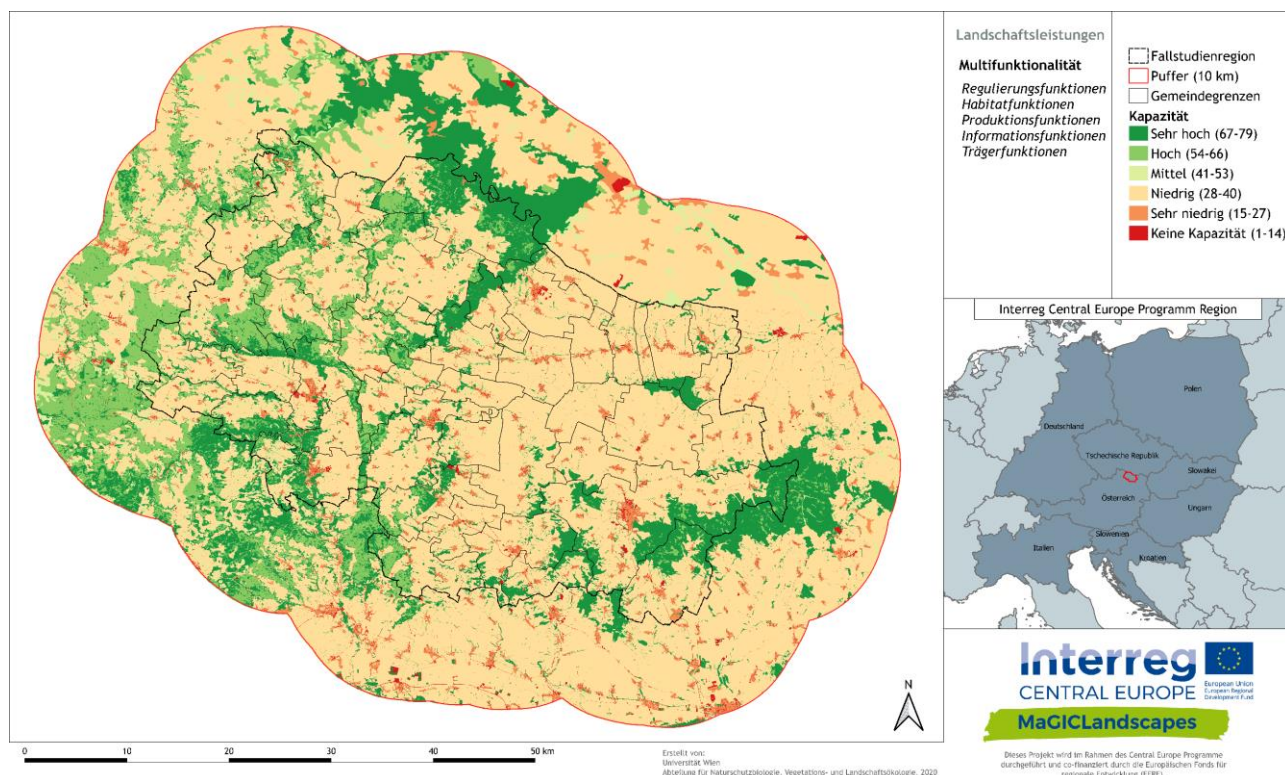 Landschaftsleistungen
Multifunktionalität
Regulierungsfunktionen
Habitatfunktionen
Produktionsfunktionen
Informationsfunktionen
Trägerfunktionen
Fallstudienregion
Puffer (10 km)
Gemeindegrenzen
Kapazität
Sehr hoch (67-79)
Hoch (54-66)
Mittel (41-53)
Niedrig (28-40)
Sehr niedrig (15-27)
Keine Kapazität (1-14)
Interreg Central Europe Programm Region
Polen
Deutschland
Tschechische Republik
Slowakei
Österreich
Ungarn
Slowenien
Italien
Kroatien
N
Interreg
CENTRAL EUROPE
European Union
European Regional
Development Fund
MaGICLandscapes
Dieses Projekt wird im Rahmen des Central Europe Programme
durchgeführt und co-finanziert durch die Europäischen Fonds für
regionale Entwicklung (EFRE)
0 10 20 30 40 50 km
Erstellt von:
Universität Wien
Abteilung für Naturschutzbiologie, Vegetations- und Landschaftsökologie, 2020